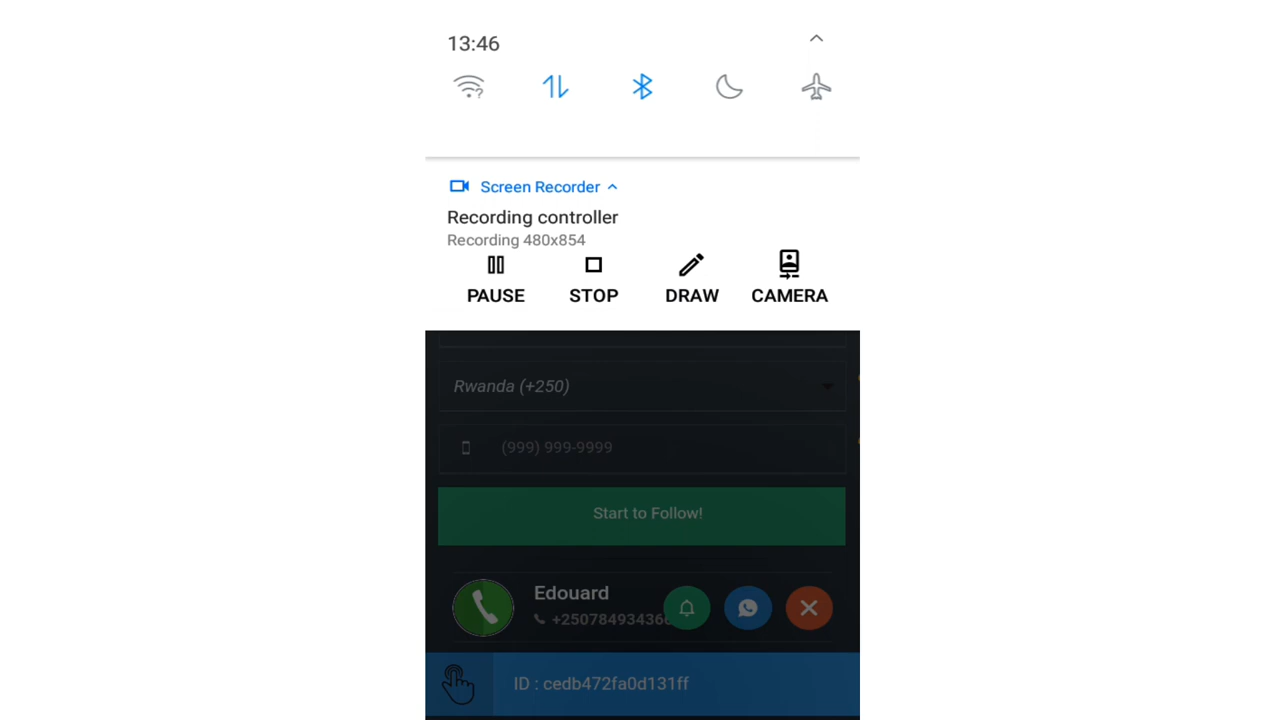 13:46
Screen Recorder
Recording controller
Recording 480x854
PAUSE STOP DRAW CAMERA
Rwanda (+250)
(999) 999-9999
Start to Follow!
Edouard
ID : cedb472fa0d131ff